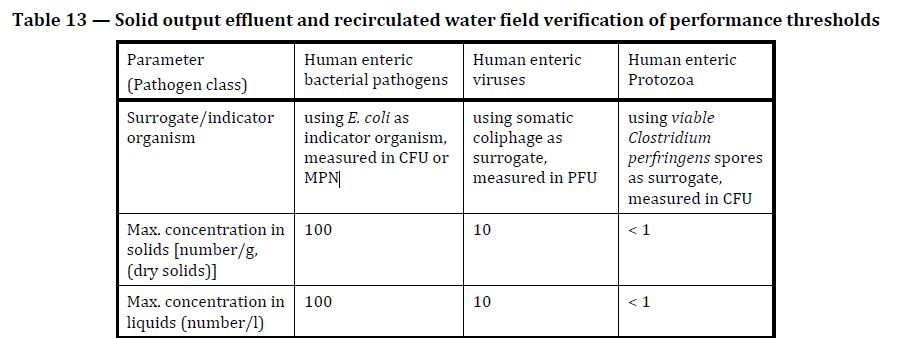 Table 13 — Solid output effluent and recirculated water field verification of performance thresholds
Parameter
(Pathogen class)
Human enteric
bacterial pathogens
Human enteric
viruses
Human enteric
Protozoa
Surrogate/indicator
organism
using E. coli as
indicator organism,
measured in CFU or
MPN
using somatic
coliphage as
surrogate,
measured in PFU
using viable
Clostridium
perfringens spores
as surrogate,
measured in CFU
Max. concentration in
solids [number/g,
(dry solids)]
100
10
< 1
Max. concentration in
liquids (number/l)
100
10
< 1